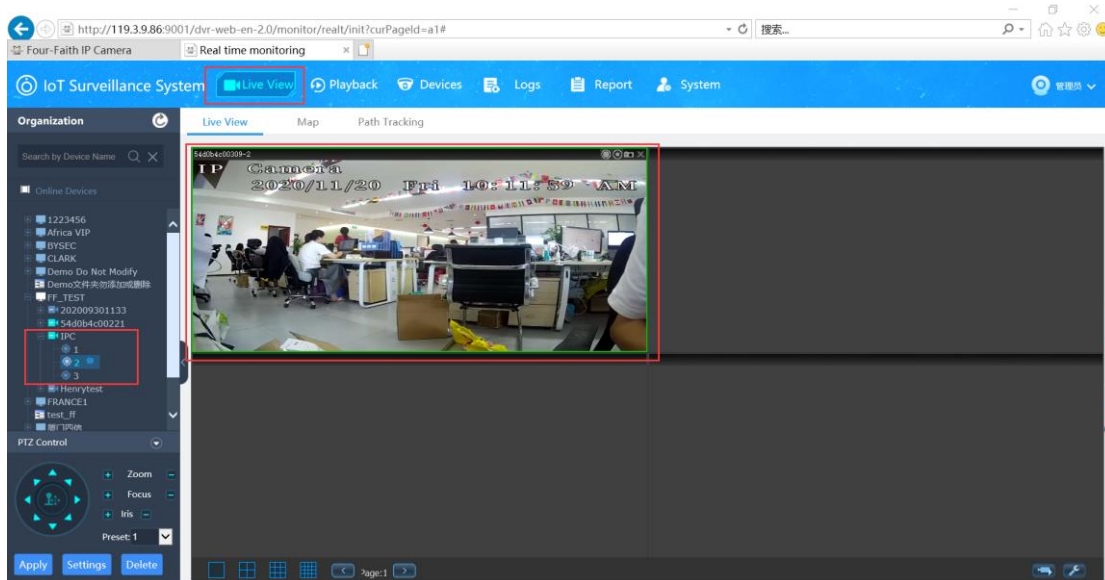 http://119.3.9.86:9001/dvr-web-en-2.0/monitor/realt/init?curPageId=a1#
搜索...
Four-Faith IP Camera
Real time monitoring
IoT Surveillance System
Live View
Playback
Devices
Logs
Report
System
管理员
Organization
Live View
Map
Path Tracking
Search by Device Name
Online Devices
54d0b4c00309-2
IP Camera
2020/11/20 Fri 10:11:59 AM
1223456
Africa VIP
BYSEC
CLARK
Demo Do Not Modify
Demo文件夹勿添加或删除
FF_TEST
202009301133
54d0b4c00221
IPC
1
2
3
Henrytest
FRANCE1
test_ff
PTZ Control
Zoom
Focus
Iris
Preset: 1
Apply
Settings
Delete
Page:1